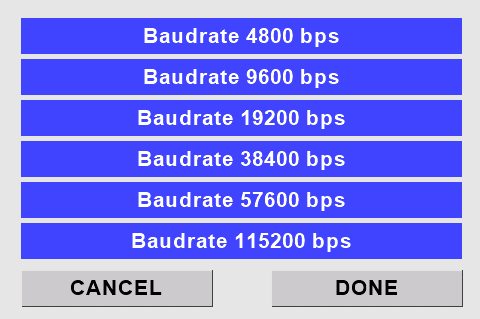 Baudrate 4800 bps
Baudrate 9600 bps
Baudrate 19200 bps
Baudrate 38400 bps
Baudrate 57600 bps
Baudrate 115200 bps
CANCEL DONE